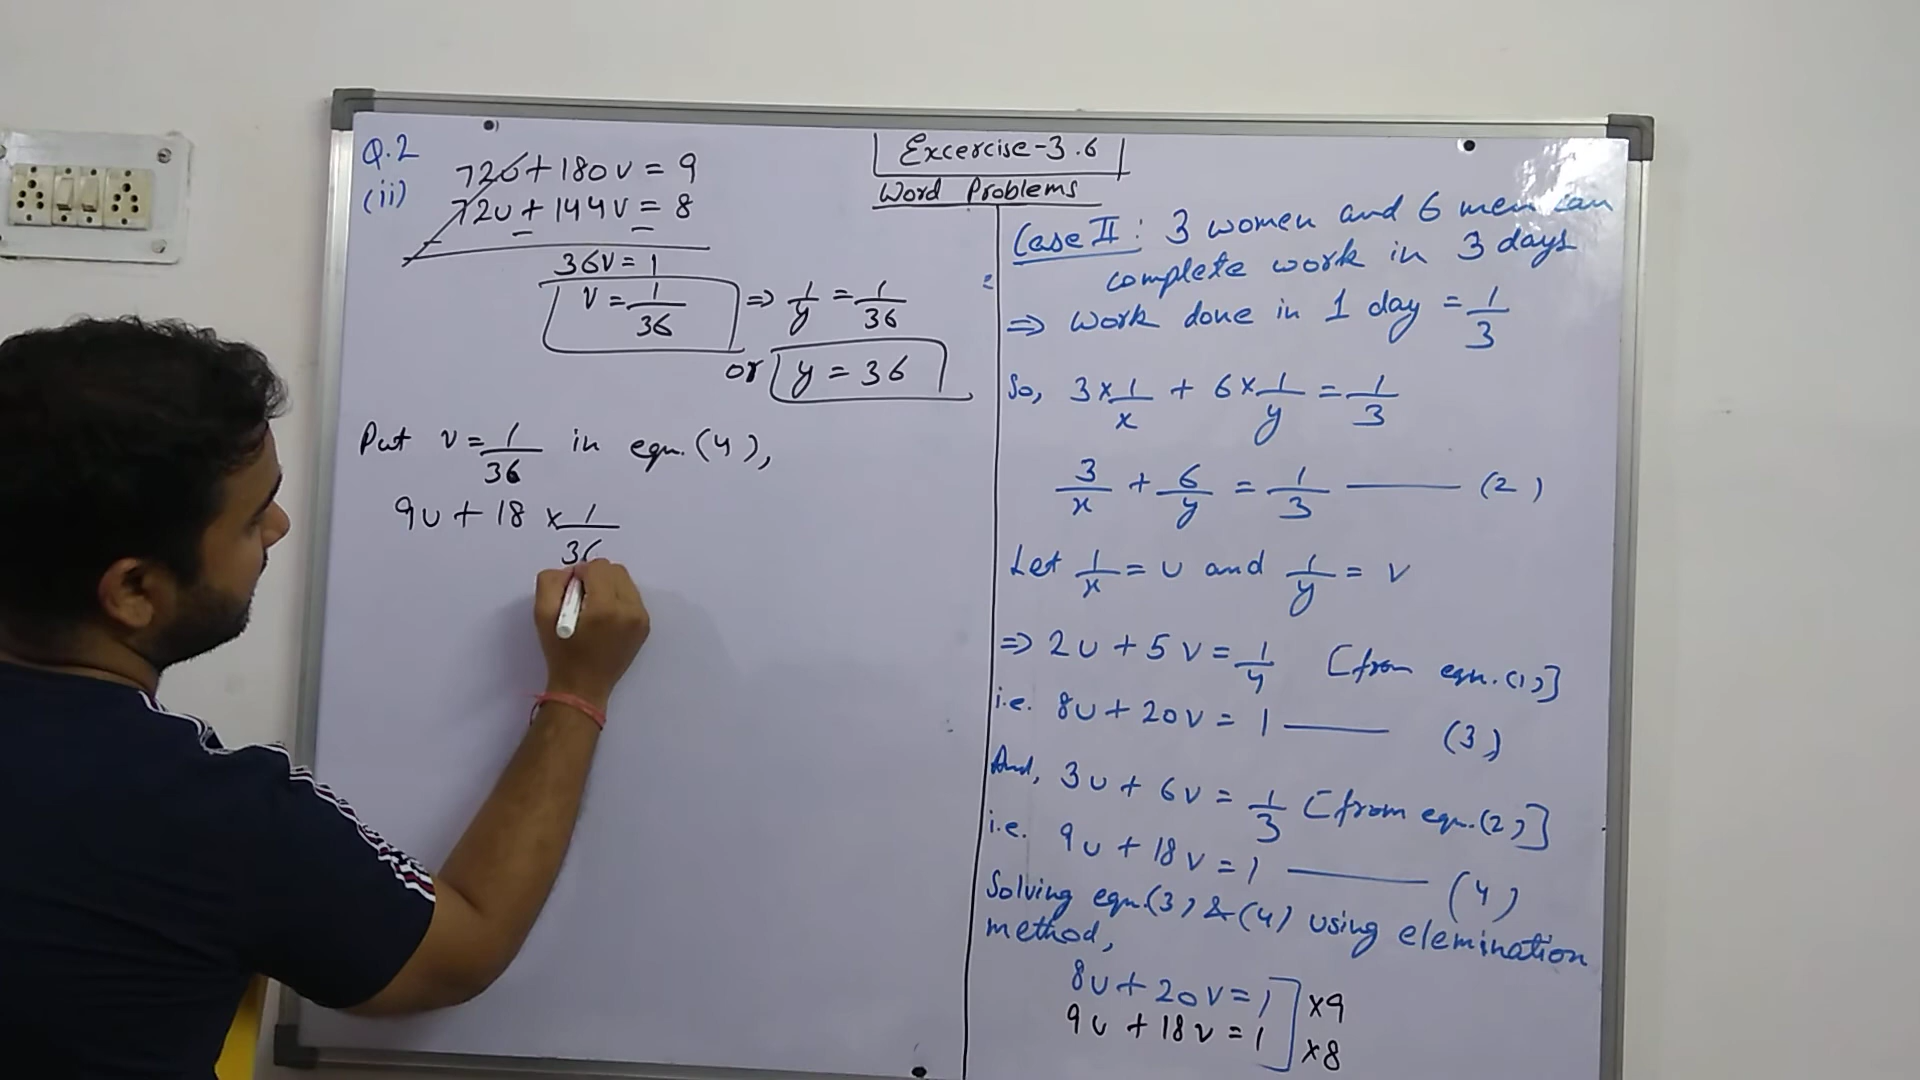 Excercise-3.6
Word Problems
Q.2
(ii)
72u+180v = 9
72u+144v = 8
- - -
36v = 1
v = 1/36 => 1/y = 1/36
or y = 36
Put v = 1/36 in eqn.(4),
9u + 18 × 1/36
Case II: 3 women and 6 men can
complete work in 3 days
=> Work done in 1 day = 1/3
So, 3×1/x + 6×1/y = 1/3
3/x + 6/y = 1/3 —— (2)
Let 1/x = u and 1/y = v
=> 2u + 5v = 1/4 [from eqn.(1)]
i.e. 8u + 20v = 1 —— (3)
And, 3u + 6v = 1/3 [from eqn.(2)]
i.e. 9u + 18v = 1 —— (4)
Solving eqn.(3) & (4) using elemination
method,
8u + 20v = 1 ] ×9
9u + 18v = 1 ] ×8